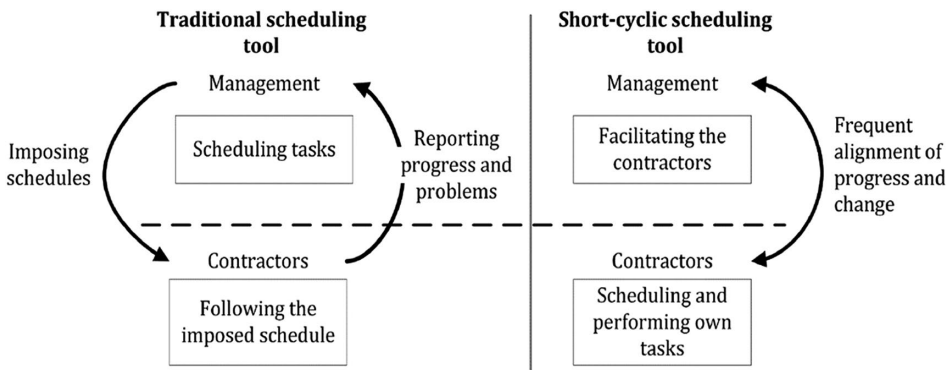 Traditional scheduling
tool
Management
Scheduling tasks
Imposing
schedules
Reporting
progress and
problems
Contractors
Following the
imposed schedule
Short-cyclic scheduling
tool
Management
Facilitating the
contractors
Frequent
alignment of
progress and
change
Contractors
Scheduling and
performing own
tasks